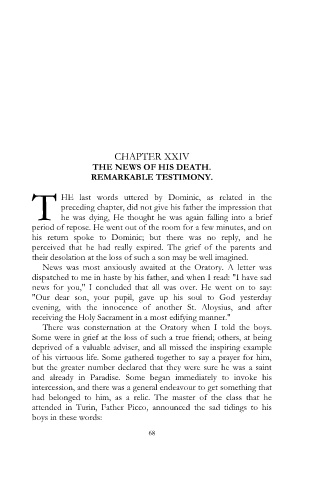 CHAPTER XXIV
THE NEWS OF HIS DEATH.
REMARKABLE TESTIMONY.
THE last words uttered by Dominic, as related in the
preceding chapter, did not give his father the impression that
he was dying, He thought he was again falling into a brief
period of repose. He went out of the room for a few minutes, and on
his return spoke to Dominic; but there was no reply, and he
perceived that he had really expired. The grief of the parents and
their desolation at the loss of such a son may be well imagined.
News was most anxiously awaited at the Oratory. A letter was
dispatched to me in haste by his father, and when I read: "I have sad
news for you," I concluded that all was over. He went on to say:
"Our dear son, your pupil, gave up his soul to God yesterday
evening, with the innocence of another St. Aloysius, and after
receiving the Holy Sacrament in a most edifying manner."
There was consternation at the Oratory when I told the boys.
Some were in grief at the loss of such a true friend; others, at being
deprived of a valuable adviser, and all missed the inspiring example
of his virtuous life. Some gathered together to say a prayer for him,
but the greater number declared that they were sure he was a saint
and already in Paradise. Some began immediately to invoke his
intercession, and there was a general endeavour to get something that
had belonged to him, as a relic. The master of the class that he
attended in Turin, Father Picco, announced the sad tidings to his
boys in these words:
68